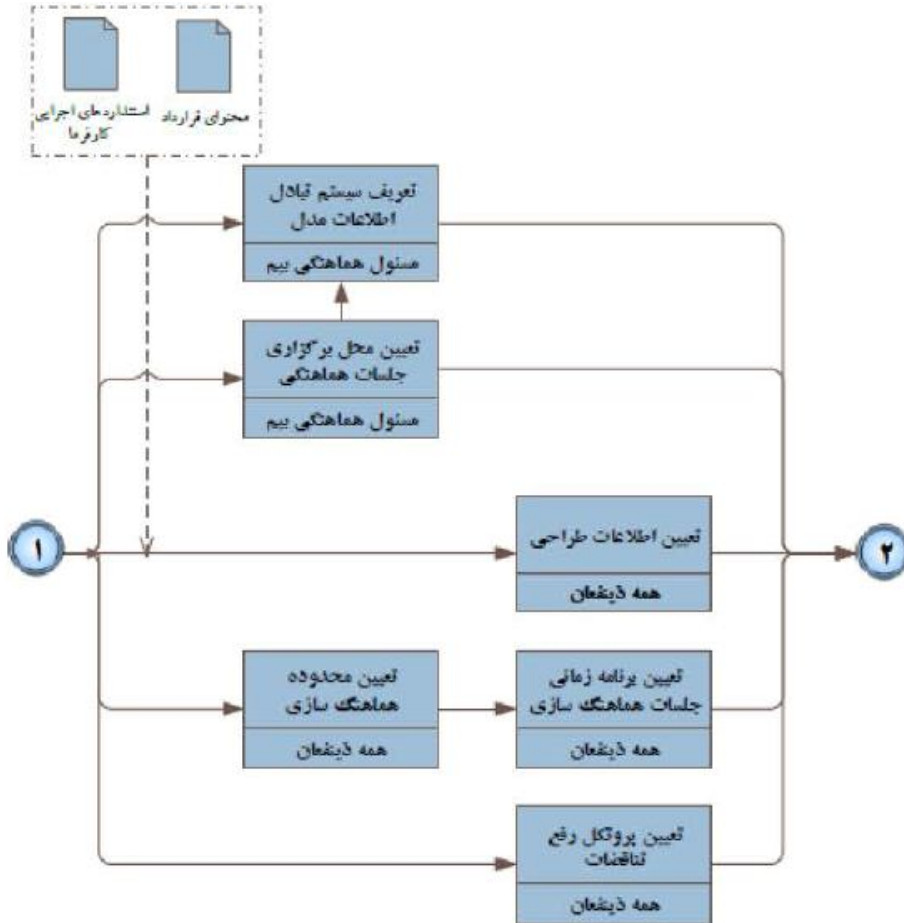 محتوای قرارداد
استنداردهای اجرایی
کارفرما
تعریف سیستم تبادل
اطلاعات مدل
مسئول هماهنگی بیم
تعیین محل برگزاری
جلسات هماهنگی
مسئول هماهنگی بیم
۱
تعیین اطلاعات طراحی
همه ذینفعان
۲
تعیین محدوده
هماهنگ سازی
همه ذینفعان
تعیین برنامه زمانی
جلسات هماهنگ سازی
همه ذینفعان
تعیین پروتکل رفع
تناقضات
همه ذینفعان